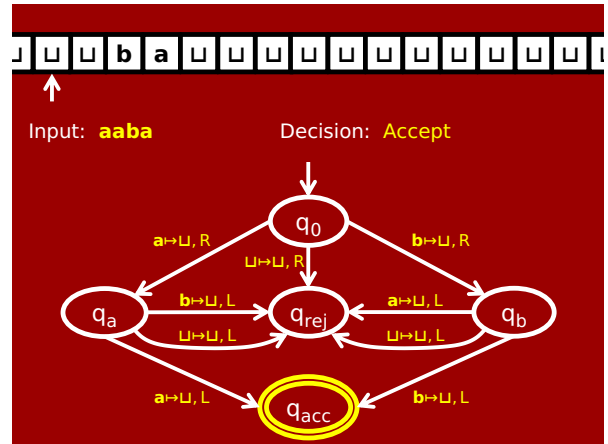 ⊔ ⊔ ⊔ b a ⊔ ⊔ ⊔ ⊔ ⊔ ⊔ ⊔ ⊔ ⊔ ⊔ ⊔ ⊔
Input: aaba Decision: Accept
q0
a↦⊔, R b↦⊔, R
⊔↦⊔, R
b↦⊔, L a↦⊔, L
qa qrej qb
⊔↦⊔, L ⊔↦⊔, L
a↦⊔, L b↦⊔, L
qacc